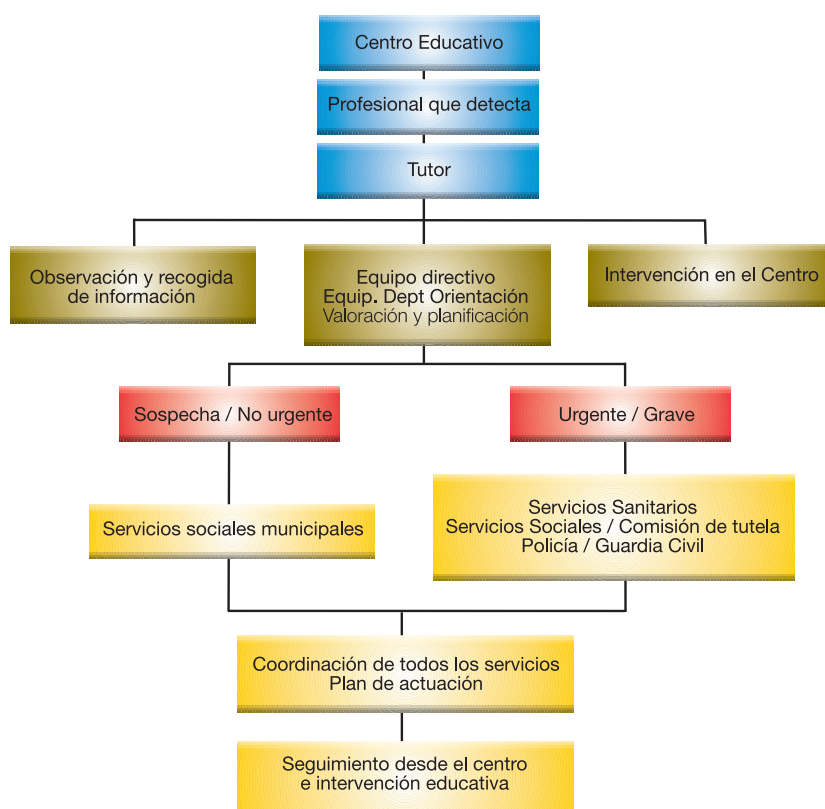 Centro Educativo
Profesional que detecta
Tutor
Observación y recogida
de información
Equipo directivo
Equip. Dept Orientación
Valoración y planificación
Intervención en el Centro
Sospecha / No urgente
Urgente / Grave
Servicios sociales municipales
Servicios Sanitarios
Servicios Sociales / Comisión de tutela
Policía / Guardia Civil
Coordinación de todos los servicios
Plan de actuación
Seguimiento desde el centro
e intervención educativa